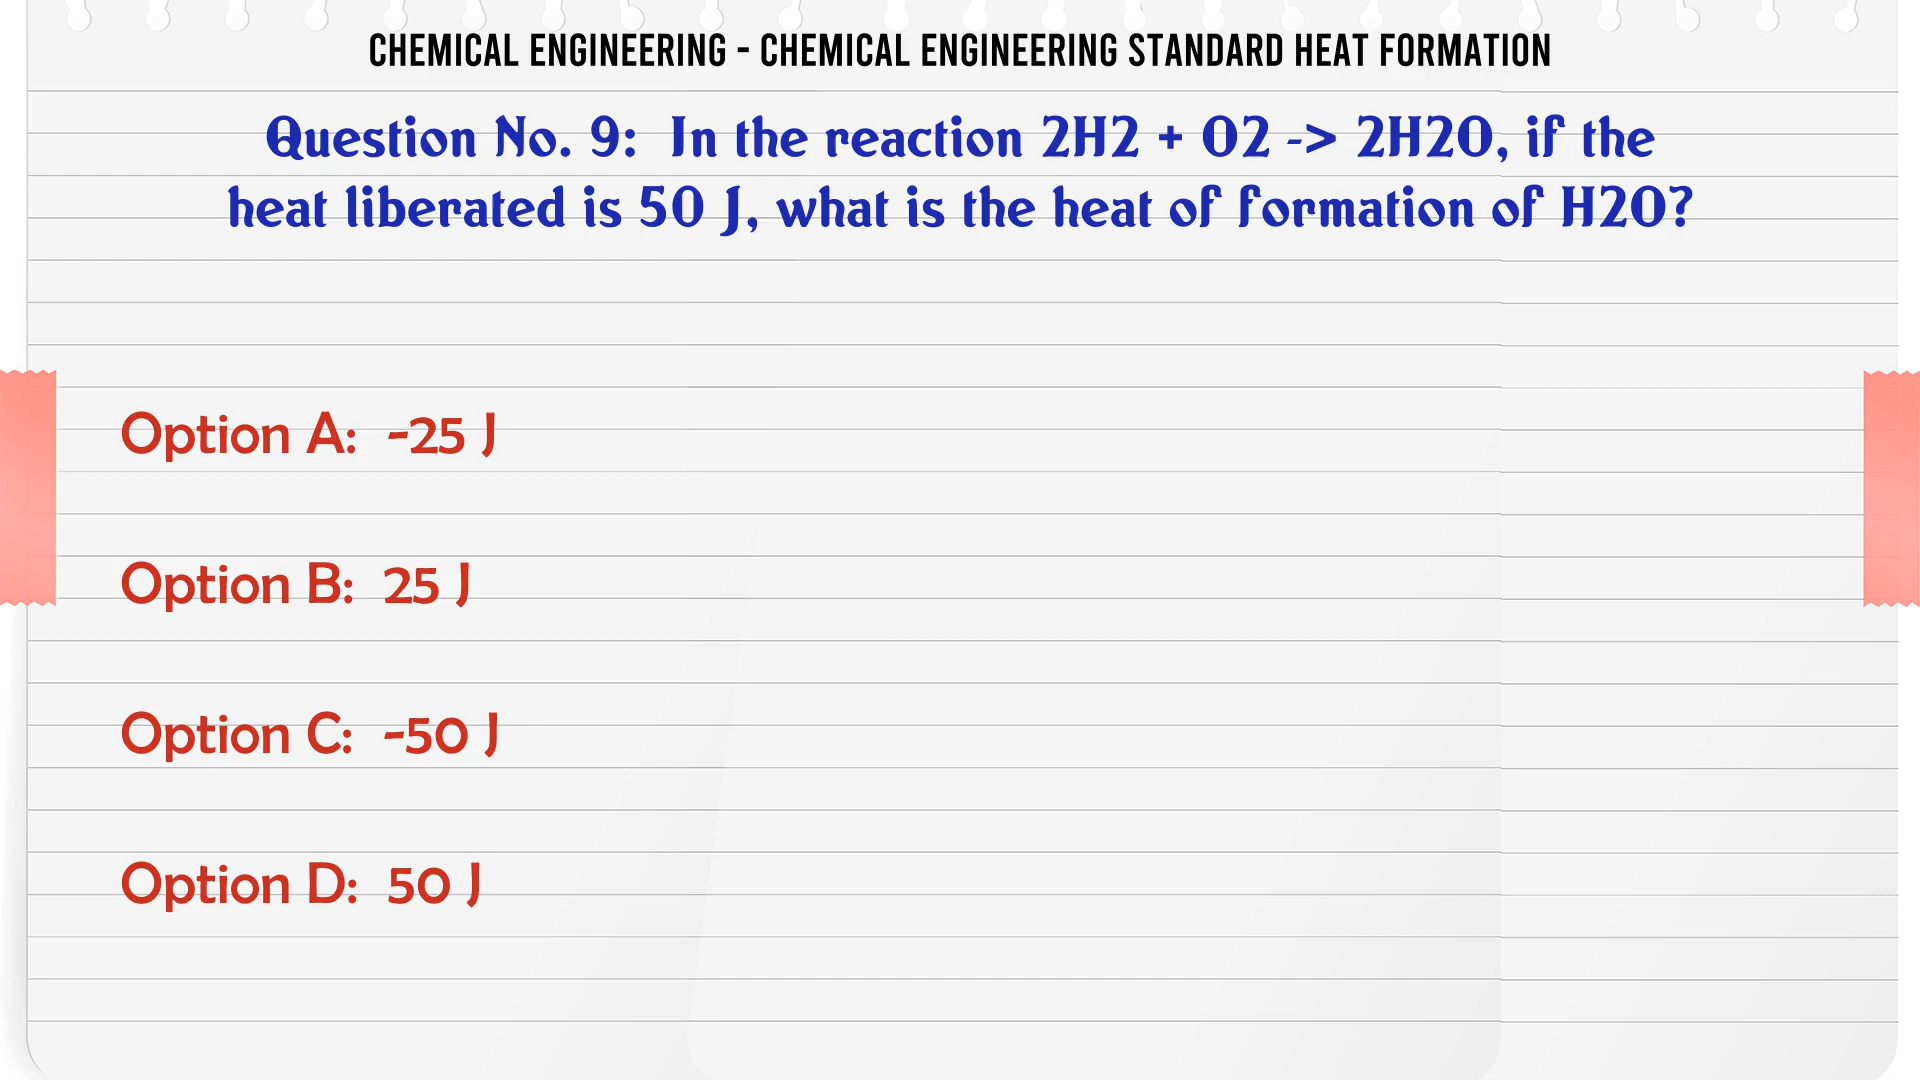 CHEMICAL ENGINEERING - CHEMICAL ENGINEERING STANDARD HEAT FORMATION
Question No. 9: In the reaction 2H2 + O2 -> 2H2O, if the
heat liberated is 50 J, what is the heat of formation of H2O?
Option A: -25 J
Option B: 25 J
Option C: -50 J
Option D: 50 J